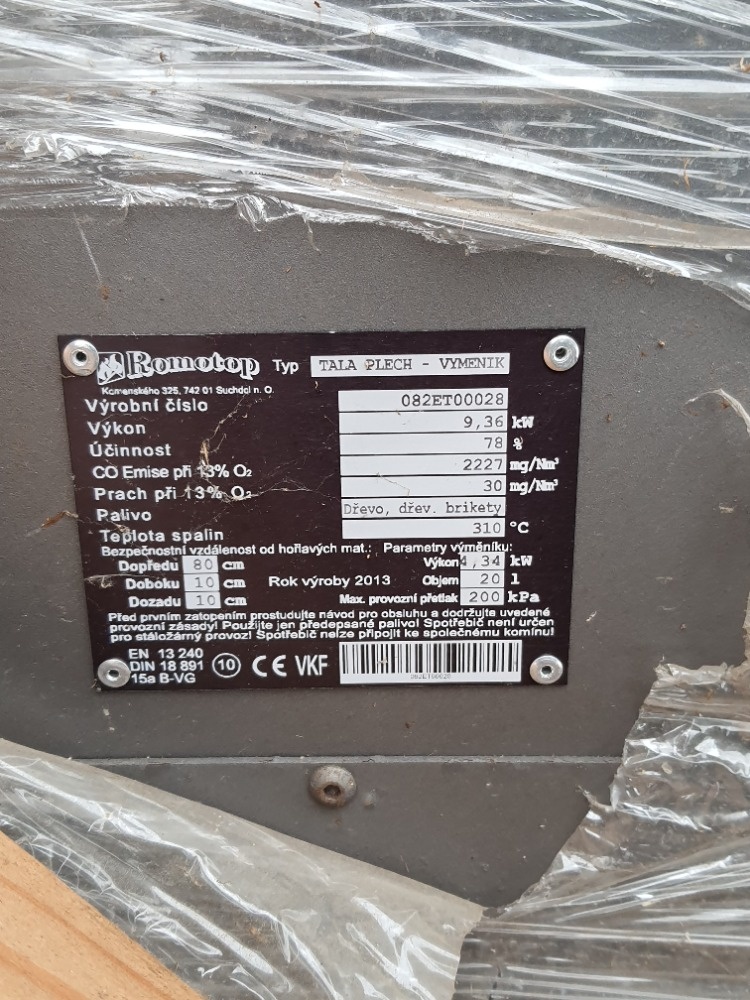 Romotop Typ TALA PLECH - VYMENIK
Komenského 325, 742 01 Suchdol n. O.
Výrobní číslo 082ET00028
Výkon 9,36 kW
Účinnost 78 %
CO Emise při 13% O₂ 2227 mg/Nm³
Prach při 13% O₂ 30 mg/Nm³
Palivo Dřevo, dřev. brikety
Teplota spalin 310 °C
Bezpečnostní vzdálenost od hořlavých mat.: Parametry výměníku:
Dopředu 80 cm Výkon 4,34 kW
Doboku 10 cm Rok výroby 2013 Objem 20 l
Dozadu 10 cm Max. provozní přetlak 200 kPa
Před prvním zatopením prostudujte návod pro obsluhu a dodržujte uvedené
provozní zásady! Použijte jen předepsané palivo! Spotřebič není určen
pro stáložárný provoz! Spotřebič nelze připojit ke společnému komínu!
EN 13 240
DIN 18 891 10 CE VKF
15a B-VG
082ET00028